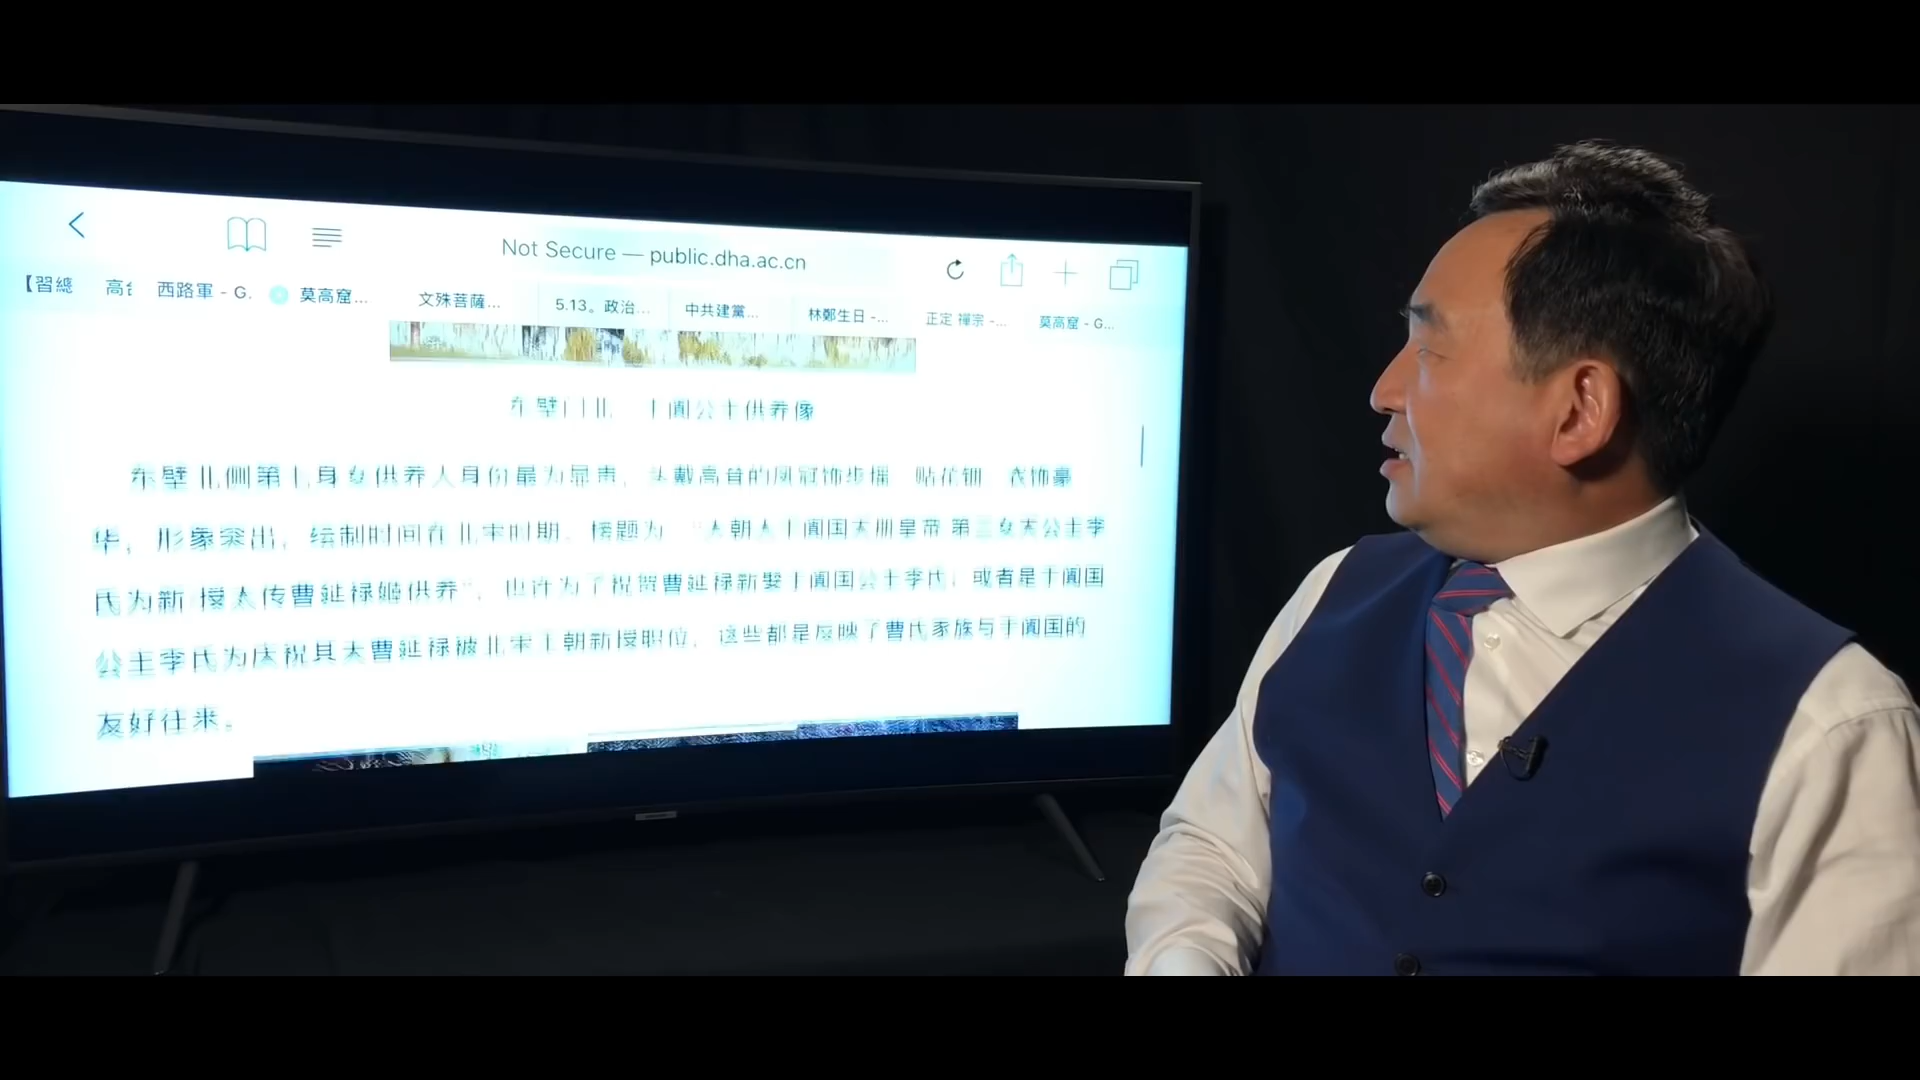 Not Secure — public.dha.ac.cn
【習總 高台 西路軍 - G. 莫高窟... 文殊菩薩... 5.13。政治... 中共建黨... 林鄭生日 -... 正定 禪宗 -... 莫高窟 - G...
东壁门北 于阗公主供养像
东壁北侧第七身女供养人身份最为显赫，头戴高耸的凤冠饰步摇 贴花钿 衣饰豪
华，形象突出，绘制时间在北宋时期。榜题为：“大朝大于阗国大册皇帝 第三女天公主李
氏为新 授太传曹延禄姬供养”，也许为了祝贺曹延禄新娶于阗国公主李氏，或者是于阗国
公主李氏为庆祝其夫曹延禄被北宋王朝新授职位，这些都是反映了曹氏家族与于阗国的
友好往来。